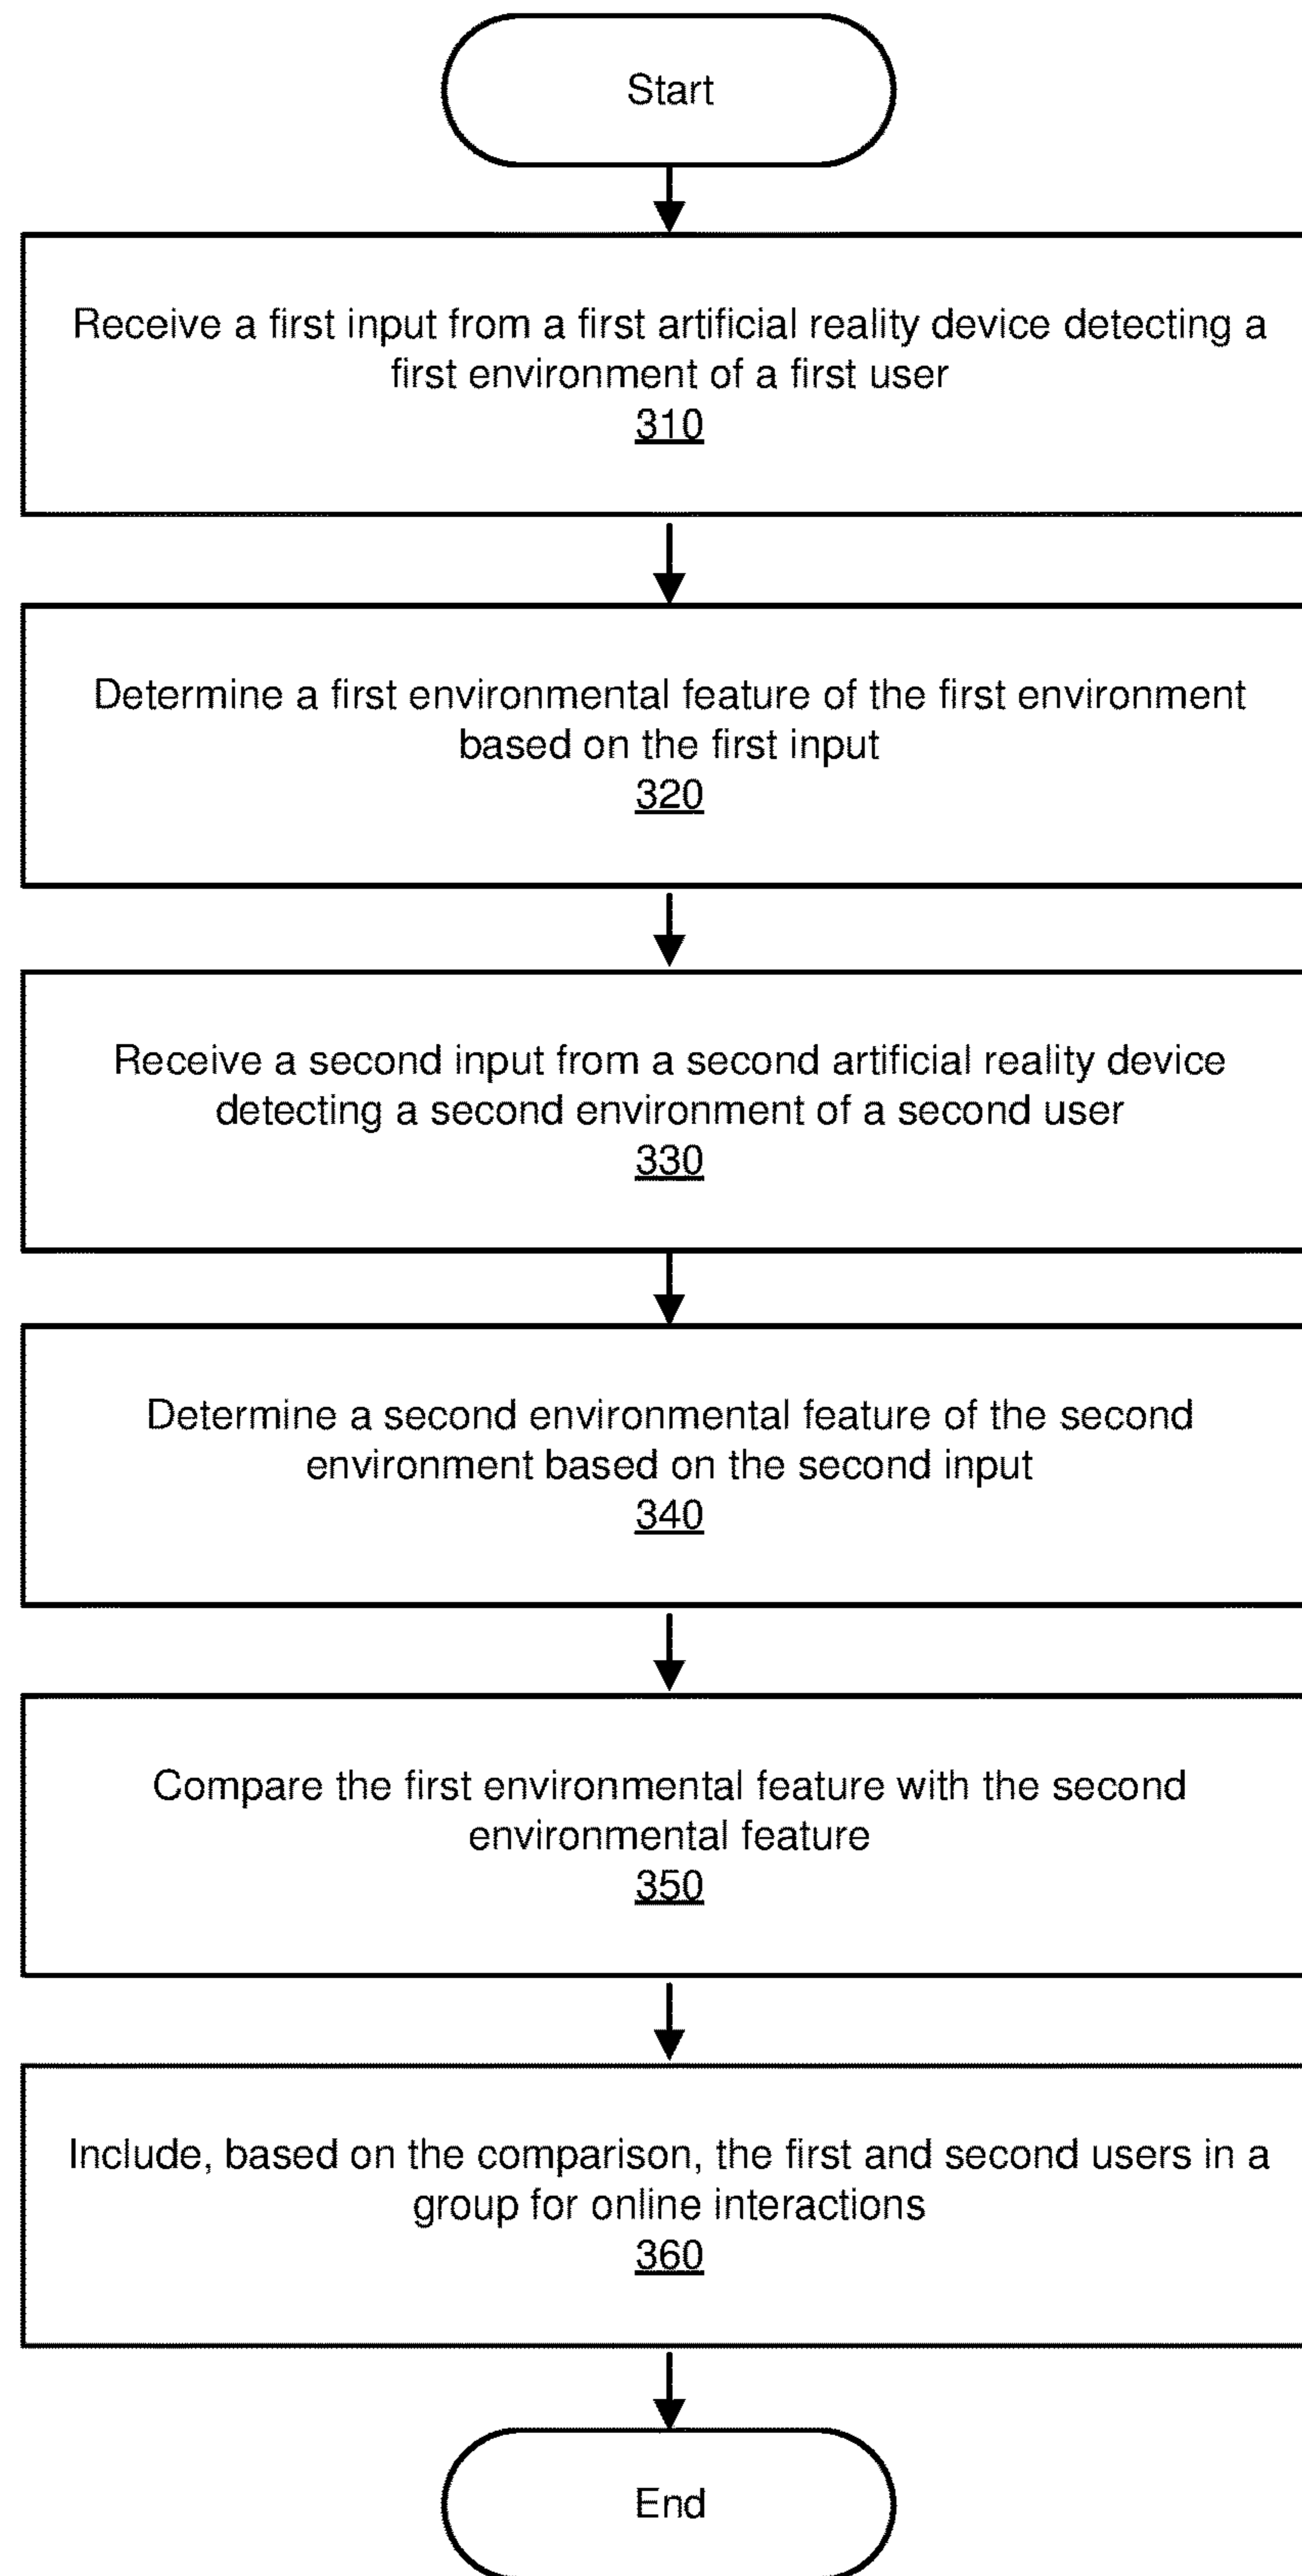 Start
Receive a first input from a first artificial reality device detecting a
first environment of a first user
310
Determine a first environmental feature of the first environment
based on the first input
320
Receive a second input from a second artificial reality device
detecting a second environment of a second user
330
Determine a second environmental feature of the second
environment based on the second input
340
Compare the first environmental feature with the second
environmental feature
350
Include, based on the comparison, the first and second users in a
group for online interactions
360
End